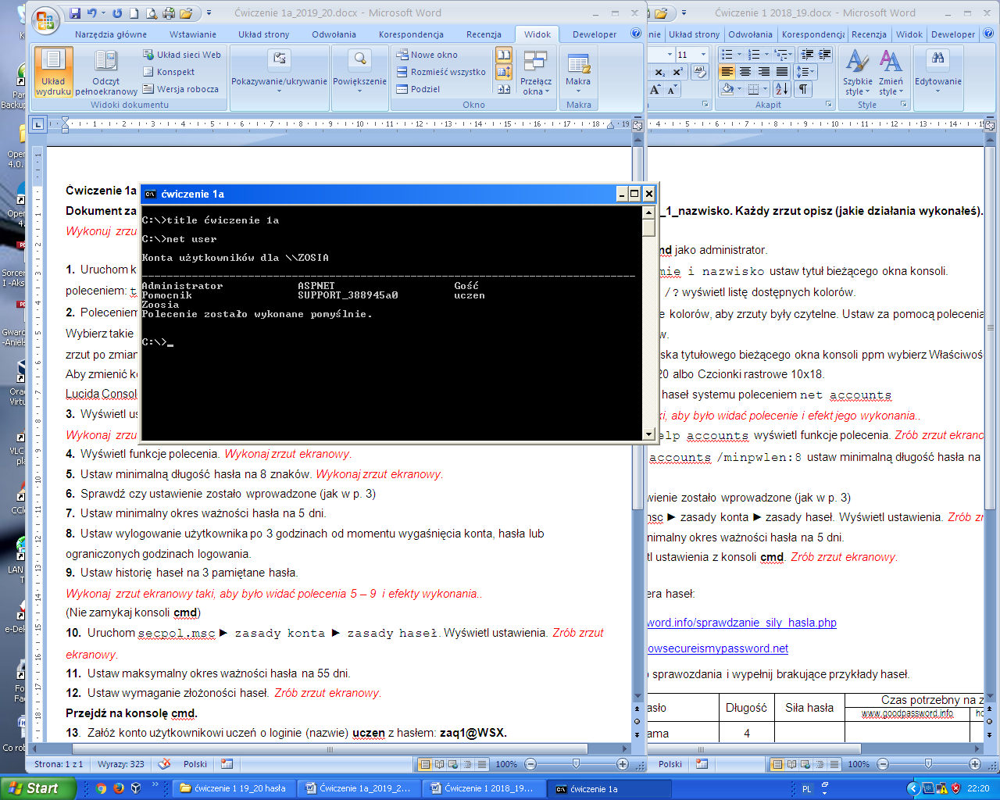 Ćwiczenie 1a_2019_20.docx - Microsoft Word
Narzędzia główne Wstawianie Układ strony Odwołania Korespondencja Recenzja Widok Deweloper
Układ wydruku
Odczyt pełnoekranowy
Układ sieci Web
Konspekt
Wersja robocza
Widoki dokumentu
Pokazywanie/ukrywanie
Powiększenie
Nowe okno
Rozmieść wszystko
Podziel
Przełącz okna
Okno
Makra
Makra
Ćwiczenie 1 2018_19.docx - Microsoft Word
nie Układ strony Odwołania Korespondencja Recenzja Widok Deweloper
11
Akapit
Szybkie style
Zmień style
Style
Edytowanie
Ćwiczenie 1a
Dokument za
Wykonuj zrzu
1. Uruchom k
poleceniem: t
2. Poleceniem
Wybierz takie
zrzut po zmian
Aby zmienić k
Lucida Consol
3. Wyświetl us
Wykonaj zrzu
4. Wyświetl funkcje polecenia. Wykonaj zrzut ekranowy.
5. Ustaw minimalną długość hasła na 8 znaków. Wykonaj zrzut ekranowy.
6. Sprawdź czy ustawienie zostało wprowadzone (jak w p. 3)
7. Ustaw minimalny okres ważności hasła na 5 dni.
8. Ustaw wylogowanie użytkownika po 3 godzinach od momentu wygaśnięcia konta, hasła lub
ograniczonych godzinach logowania.
9. Ustaw historię haseł na 3 pamiętane hasła.
Wykonaj zrzut ekranowy taki, aby było widać polecenia 5 – 9 i efekty wykonania..
(Nie zamykaj konsoli cmd)
10. Uruchom secpol.msc ► zasady konta ► zasady haseł. Wyświetl ustawienia. Zrób zrzut
ekranowy.
11. Ustaw maksymalny okres ważności hasła na 55 dni.
12. Ustaw wymaganie złożoności haseł. Zrób zrzut ekranowy.
Przejdź na konsolę cmd.
13. Załóż konto użytkownikowi uczeń o loginie (nazwie) uczen z hasłem: zaq1@WSX.
ćwiczenie 1a
C:\>title ćwiczenie 1a
C:\>net user
Konta użytkowników dla \\ZOSIA
Administrator ASPNET Gość
Pomocnik SUPPORT_388945a0 uczen
Zoosia
Polecenie zostało wykonane pomyślnie.
C:\>_
_1_nazwisko. Każdy zrzut opisz (jakie działania wykonałeś).
md jako administrator.
mie i nazwisko ustaw tytuł bieżącego okna konsoli.
/? wyświetl listę dostępnych kolorów.
e kolorów, aby zrzuty były czytelne. Ustaw za pomocą polecenia
w.
ska tytułowego bieżącego okna konsoli ppm wybierz Właściwoś
20 albo Czcionki rastrowe 10x18.
haseł systemu poleceniem net accounts
ki, aby było widać polecenie i efekt jego wykonania..
elp accounts wyświetl funkcje polecenia. Zrób zrzut ekrano
accounts /minpwlen:8 ustaw minimalną długość hasła na
wienie zostało wprowadzone (jak w p. 3)
msc ► zasady konta ► zasady haseł. Wyświetl ustawienia. Zrób zr
nimalny okres ważności hasła na 5 dni.
tl ustawienia z konsoli cmd. Zrób zrzut ekranowy.
era haseł:
word.info/sprawdzanie_sily_hasla.php
owsecureismypassword.net
o sprawozdania i wypełnij brakujące przykłady haseł.
asło Długość Siła hasła Czas potrzebny na z
www.goodpassword.info ho
ama 4
Strona: 1 z 1 Wyrazy: 323 Polski 100%
Polski 100%
Start
ćwiczenie 1 19_20 hasła
Ćwiczenie 1a_2019_2...
Ćwiczenie 1 2018_19...
ćwiczenie 1a
PL
22:20